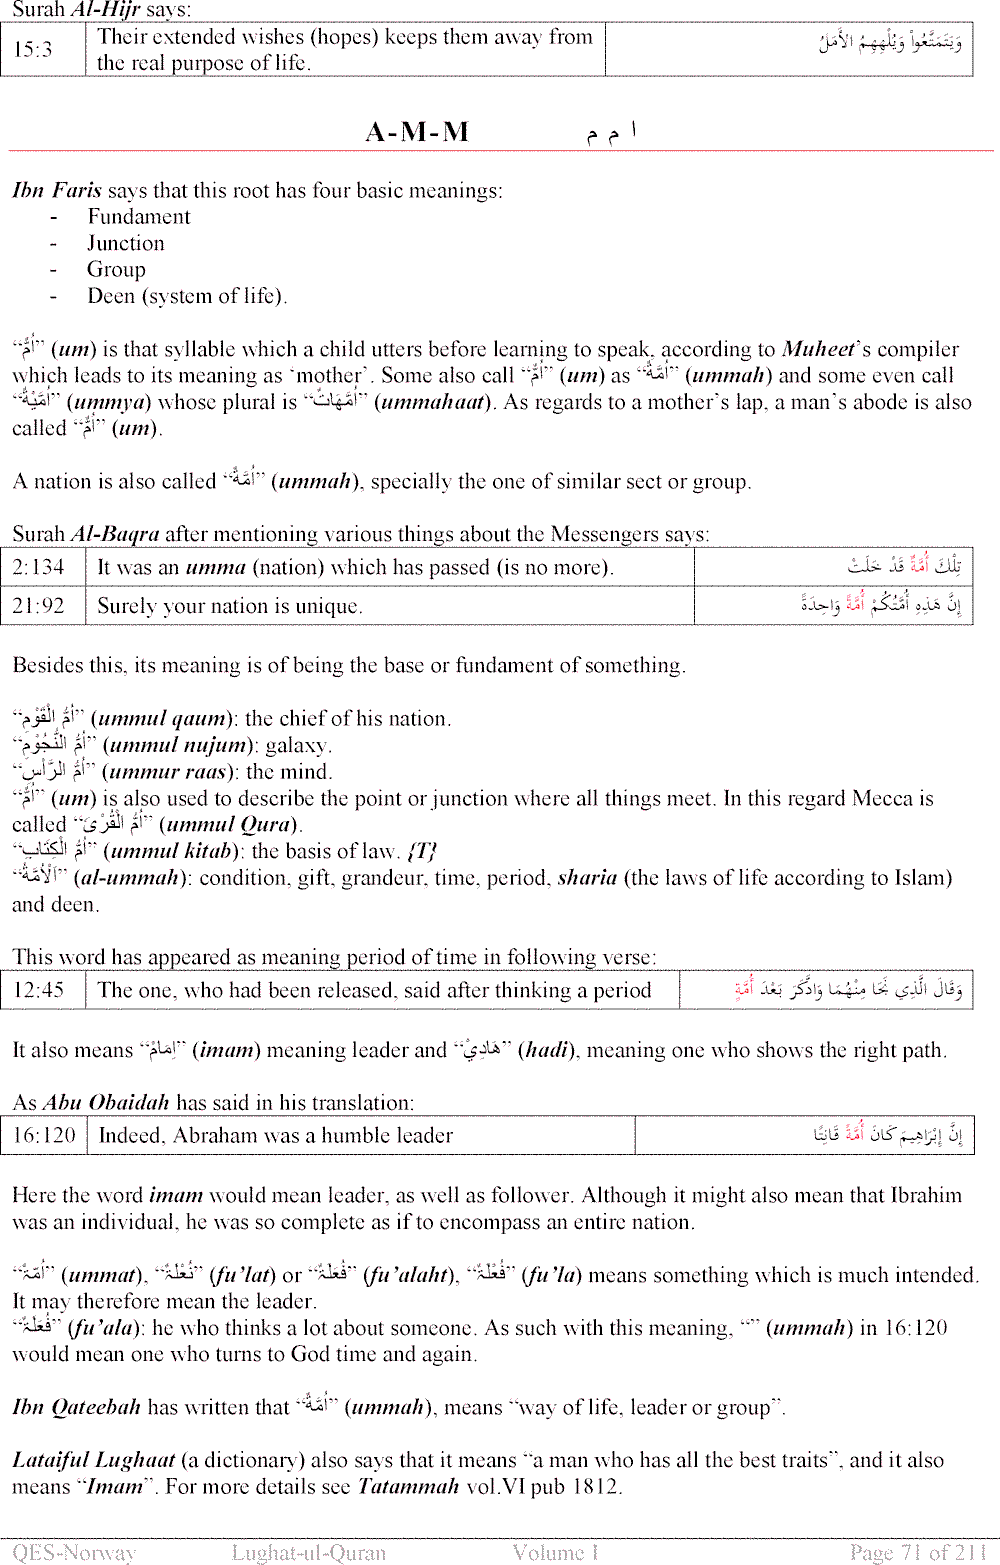 Surah Al-Hijr says:
15:3 Their extended wishes (hopes) keeps them away from the real purpose of life. وَيَتَمَتَّعُواْ وَيُلْهِهِمُ الأَمَلُ
A-M-M ا م م
Ibn Faris says that this root has four basic meanings:
- Fundament
- Junction
- Group
- Deen (system of life).
“أُمٌّ” (um) is that syllable which a child utters before learning to speak, according to Muheet’s compiler
which leads to its meaning as ‘mother’. Some also call “أُمٌّ” (um) as “أُمَّةٌ” (ummah) and some even call
“أُمَّيْةٌ” (ummya) whose plural is “أُمَّهَاتٌ” (ummahaat). As regards to a mother’s lap, a man’s abode is also
called “أُمٌّ” (um).
A nation is also called “أُمَّةٌ” (ummah), specially the one of similar sect or group.
Surah Al-Baqra after mentioning various things about the Messengers says:
2:134 It was an umma (nation) which has passed (is no more). تِلْكَ أُمَّةٌ قَدْ خَلَتْ
21:92 Surely your nation is unique. إِنَّ هَذِهِ أُمَّتُكُمْ أُمَّةً وَاحِدَةً
Besides this, its meaning is of being the base or fundament of something.
“أُمُّ الْقَوْمِ” (ummul qaum): the chief of his nation.
“أُمُّ النُّجُوْمِ” (ummul nujum): galaxy.
“أُمُّ الرَّأْسِ” (ummur raas): the mind.
“أُمٌّ” (um) is also used to describe the point or junction where all things meet. In this regard Mecca is
called “أُمُّ الْقُرْىَ” (ummul Qura).
“أُمُّ الْكِتَابِ” (ummul kitab): the basis of law. {T}
“اَلْأُمَّةُ” (al-ummah): condition, gift, grandeur, time, period, sharia (the laws of life according to Islam)
and deen.
This word has appeared as meaning period of time in following verse:
12:45 The one, who had been released, said after thinking a period وَقَالَ الَّذِي نَجَا مِنْهُمَا وَادَّكَرَ بَعْدَ أُمَّةٍ
It also means “اِمَامٌ” (imam) meaning leader and “هَادِيْ” (hadi), meaning one who shows the right path.
As Abu Obaidah has said in his translation:
16:120 Indeed, Abraham was a humble leader إِنَّ إِبْرَاهِيمَ كَانَ أُمَّةً قَانِتًا
Here the word imam would mean leader, as well as follower. Although it might also mean that Ibrahim
was an individual, he was so complete as if to encompass an entire nation.
“أُمّة” (ummat), (fu’lat) or “فُعَلَةٌ” (fu’alaht), “فُعْلَةٌ” (fu’la) means something which is much intended.
It may therefore mean the leader.
“فُعَلَةٌ” (fu’ala): he who thinks a lot about someone. As such with this meaning, “” (ummah) in 16:120
would mean one who turns to God time and again.
Ibn Qateebah has written that “أُمَّةٌ” (ummah), means “way of life, leader or group”.
Lataiful Lughaat (a dictionary) also says that it means “a man who has all the best traits”, and it also
means “Imam”. For more details see Tatammah vol.VI pub 1812.
QES-Norway Lughat-ul-Quran Volume I Page 71 of 211